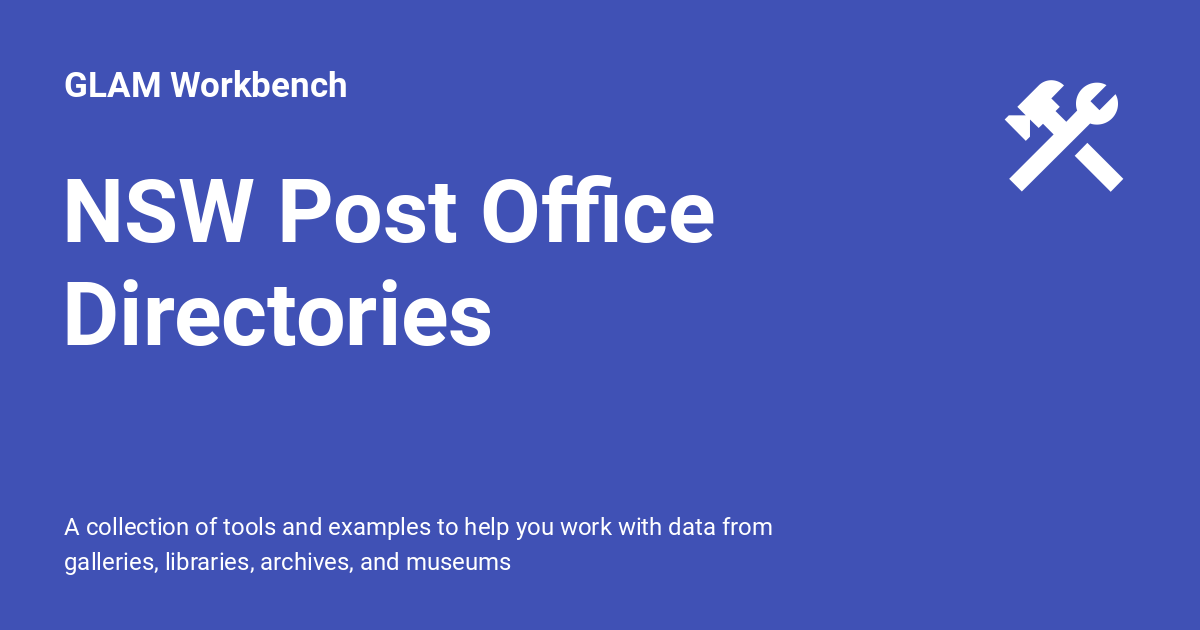 GLAM Workbench
NSW Post Office
Directories
A collection of tools and examples to help you work with data from
galleries, libraries, archives, and museums